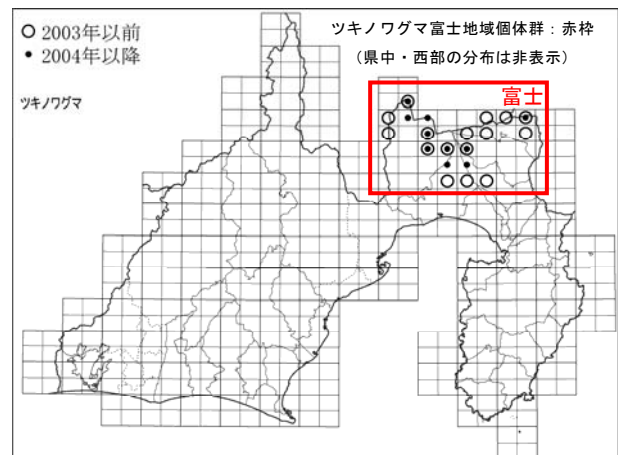 ○ 2003年以前
• 2004年以降
ツキノワグマ
ツキノワグマ富士地域個体群：赤枠
（県中・西部の分布は非表示）
富士